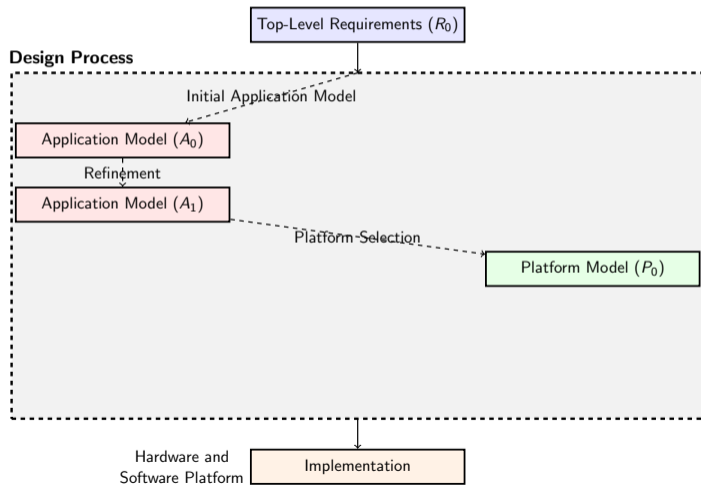 Top-Level Requirements (R₀)
Design Process
Initial Application Model
Application Model (A₀)
Refinement
Application Model (A₁)
Platform Selection
Platform Model (P₀)
Hardware and
Software Platform
Implementation